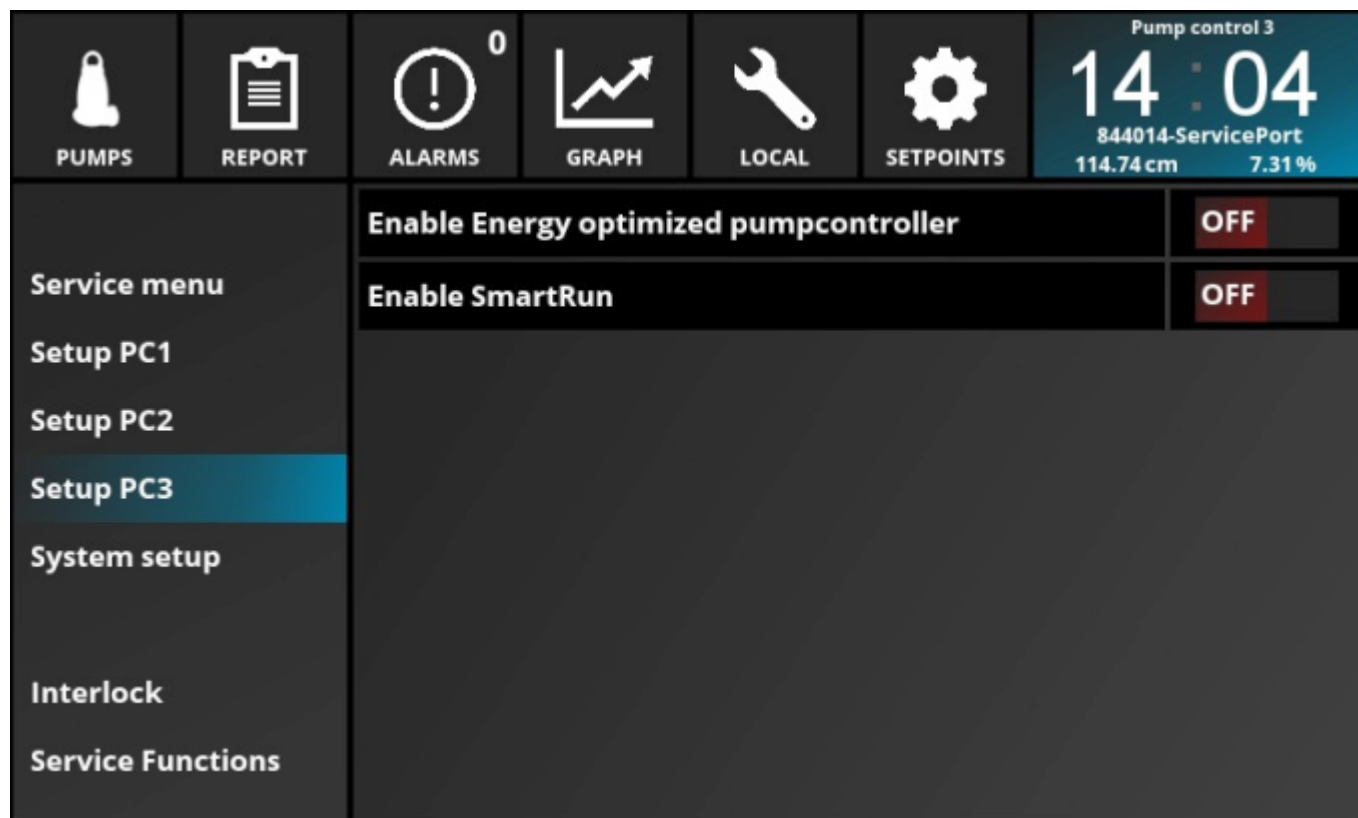 PUMPS
REPORT
0
ALARMS
GRAPH
LOCAL
SETPOINTS
Pump control 3
14:04
844014-ServicePort
114.74 cm 7.31 %
Service menu
Setup PC1
Setup PC2
Setup PC3
System setup
Interlock
Service Functions
Enable Energy optimized pumpcontroller OFF
Enable SmartRun OFF